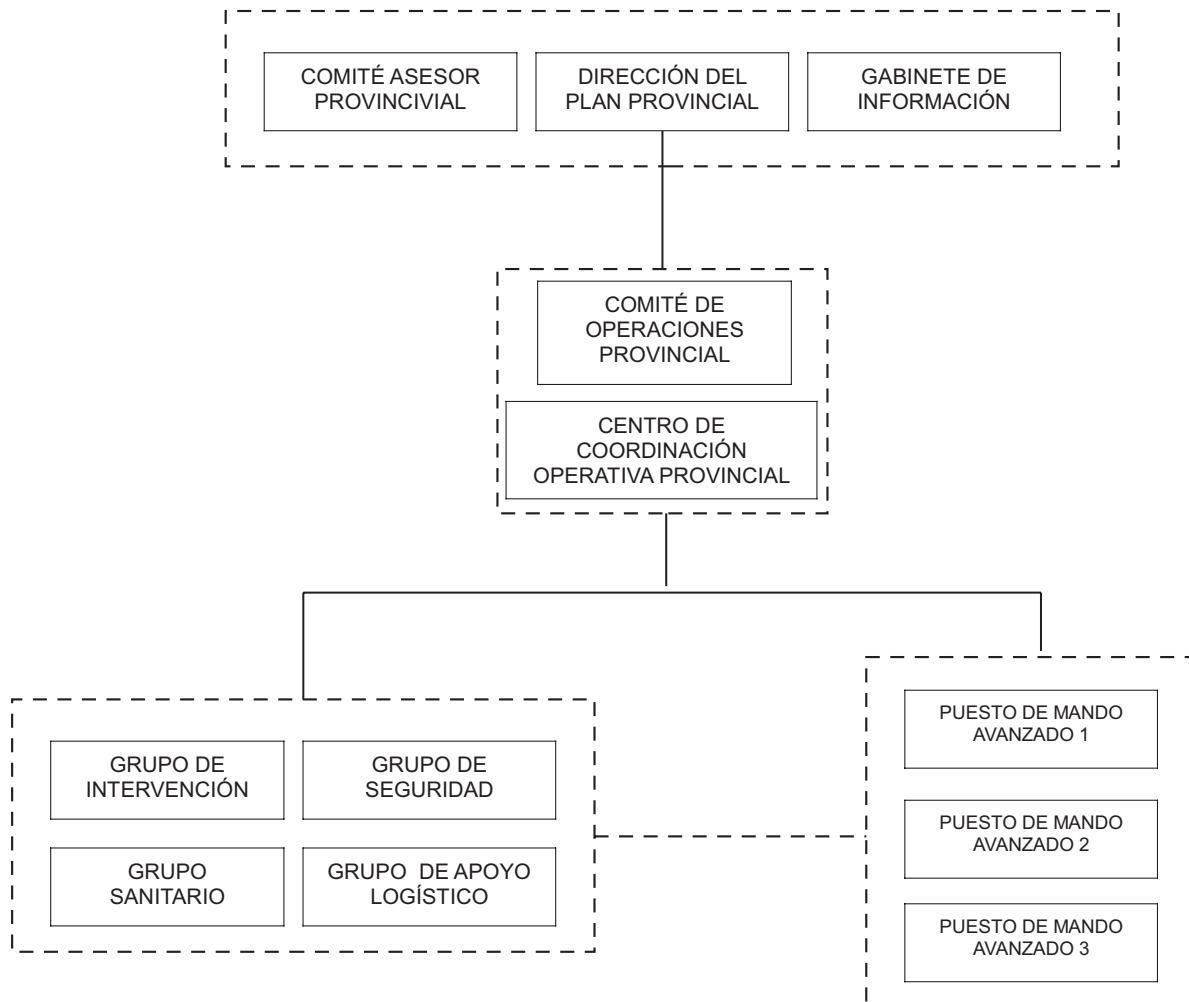 COMITÉ ASESOR
PROVINCIVIAL
DIRECCIÓN DEL
PLAN PROVINCIAL
GABINETE DE
INFORMACIÓN
COMITÉ DE
OPERACIONES
PROVINCIAL
CENTRO DE
COORDINACIÓN
OPERATIVA PROVINCIAL
GRUPO DE
INTERVENCIÓN
GRUPO DE
SEGURIDAD
GRUPO
SANITARIO
GRUPO DE APOYO
LOGÍSTICO
PUESTO DE MANDO
AVANZADO 1
PUESTO DE MANDO
AVANZADO 2
PUESTO DE MANDO
AVANZADO 3